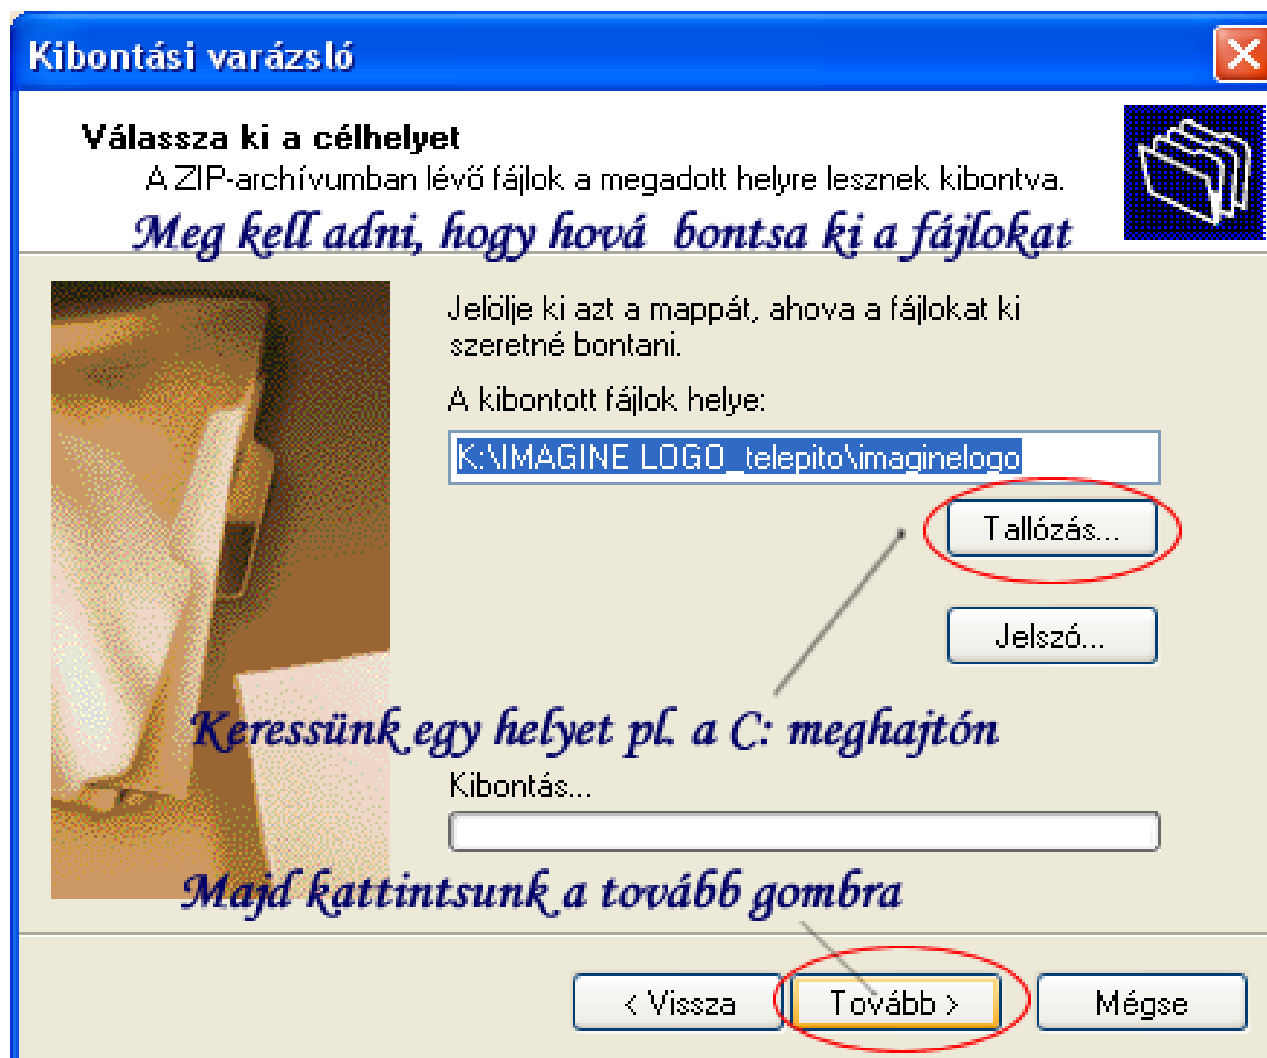 Kibontási varázsló
Válassza ki a célhelyet
A ZIP-archívumban lévő fájlok a megadott helyre lesznek kibontva.
Meg kell adni, hogy hová bontsa ki a fájlokat
Jelölje ki azt a mappát, ahova a fájlokat ki
szeretné bontani.
A kibontott fájlok helye:
K:\IMAGINE LOGO_telepito\imaginelogo
Tallózás...
Jelszó...
Keressünk egy helyet pl. a C: meghajtón
Kibontás...
Majd kattintsunk a tovább gombra
< Vissza
Tovább >
Mégse